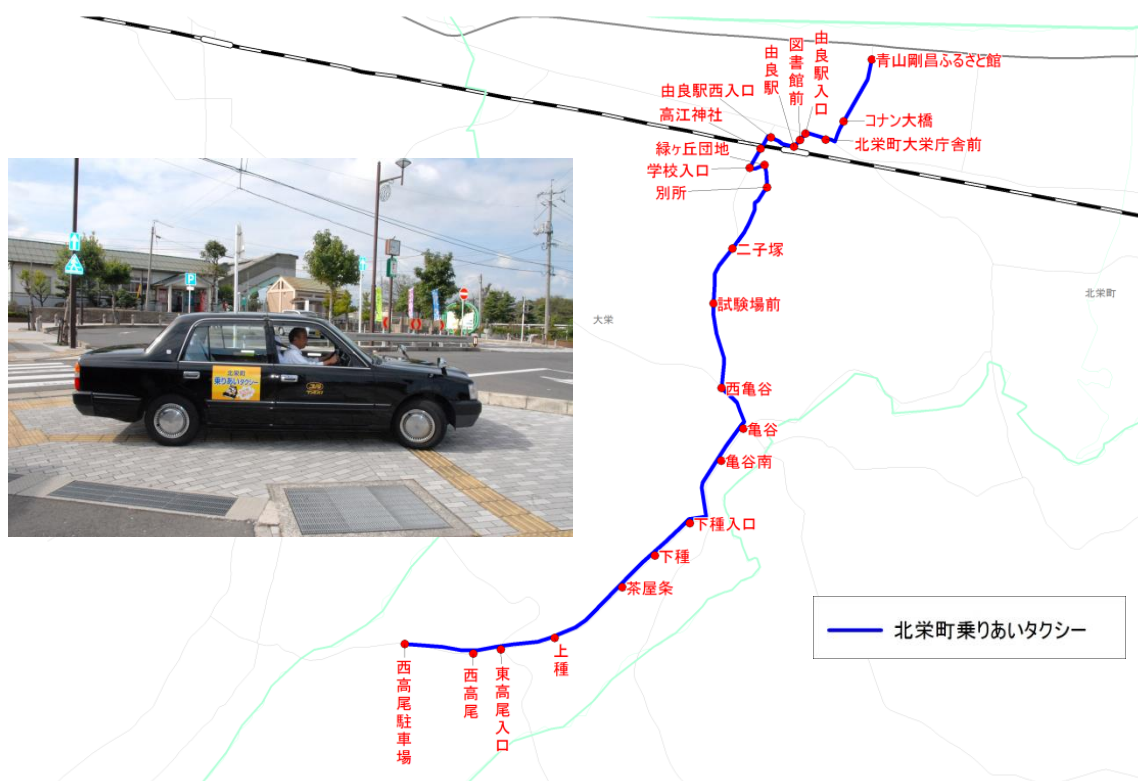 青山剛昌ふるさと館
コナン大橋
北栄町大栄庁舎前
由良駅入口
図書館前
由良駅
由良駅西入口
高江神社
緑ヶ丘団地
学校入口
別所
二子塚
試験場前
大栄
北栄町
西亀谷
亀谷
亀谷南
下種入口
下種
茶屋条
上種
東高尾入口
西高尾
西高尾駐車場
北栄町乗りあいタクシー
北栄町
乗りあいタクシー